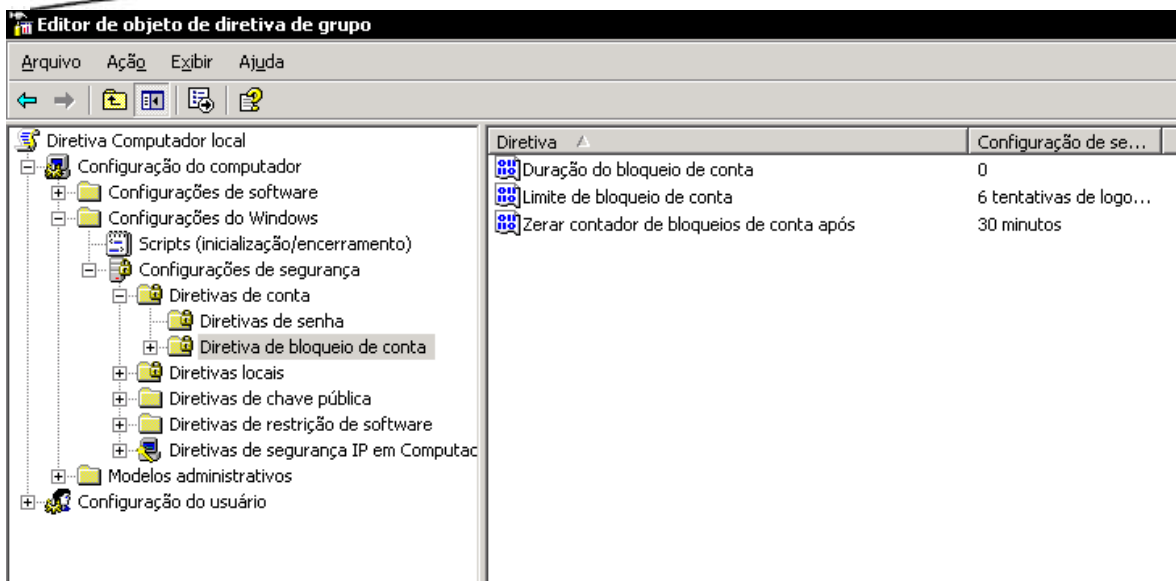 Editor de objeto de diretiva de grupo
Arquivo Ação Exibir Ajuda
Diretiva Computador local
Configuração do computador
Configurações de software
Configurações do Windows
Scripts (inicialização/encerramento)
Configurações de segurança
Diretivas de conta
Diretivas de senha
Diretiva de bloqueio de conta
Diretivas locais
Diretivas de chave pública
Diretivas de restrição de software
Diretivas de segurança IP em Computac
Modelos administrativos
Configuração do usuário
Diretiva Configuração de se...
Duração do bloqueio de conta 0
Limite de bloqueio de conta 6 tentativas de logo...
Zerar contador de bloqueios de conta após 30 minutos